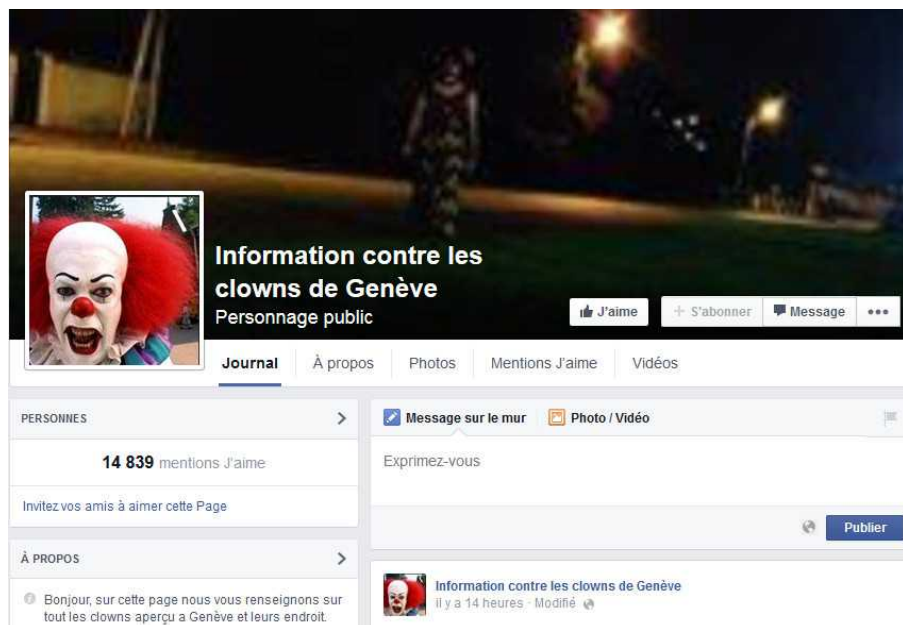 Information contre les
clowns de Genève
Personnage public
J'aime
S'abonner
Message
Journal
À propos
Photos
Mentions J'aime
Vidéos
PERSONNES
14 839 mentions J'aime
Invitez vos amis à aimer cette Page
À PROPOS
Bonjour, sur cette page nous vous renseignons sur
tout les clowns aperçu a Genève et leurs endroit.
Message sur le mur
Photo / Vidéo
Exprimez-vous
Publier
Information contre les clowns de Genève
il y a 14 heures · Modifié